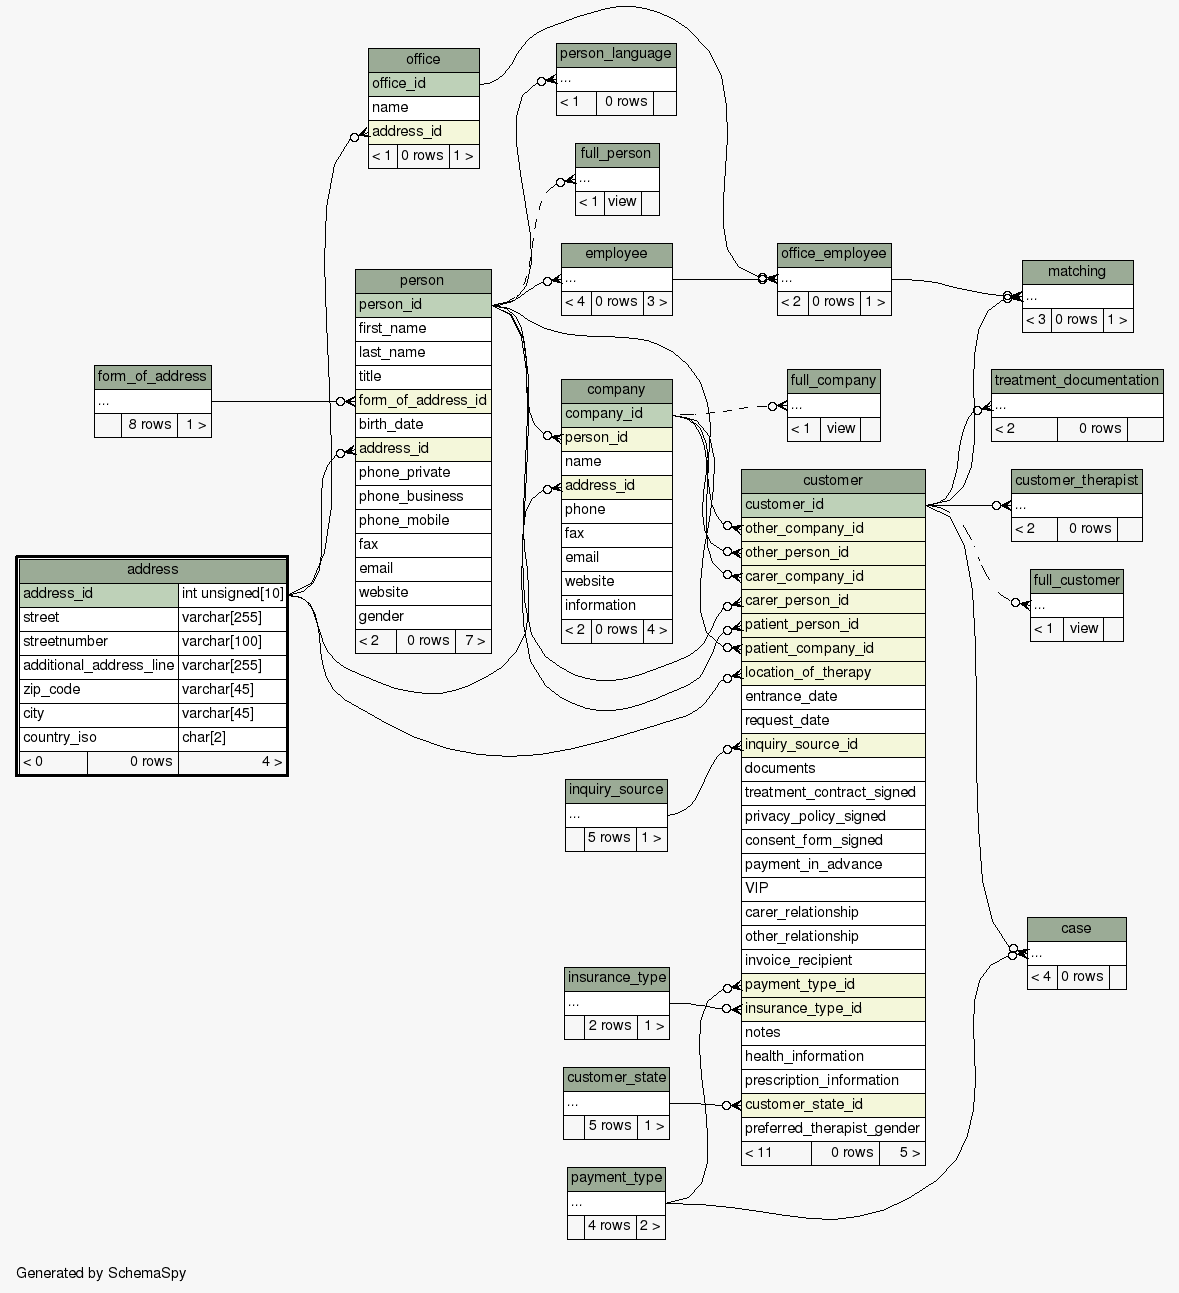 office
office_id
name
address_id
< 1 0 rows 1 >
person_language
...
< 1 0 rows
full_person
...
< 1 view
employee
...
< 4 0 rows 3 >
office_employee
...
< 2 0 rows 1 >
matching
...
< 3 0 rows 1 >
person
person_id
first_name
last_name
title
form_of_address_id
birth_date
address_id
phone_private
phone_business
phone_mobile
fax
email
website
gender
< 2 0 rows 7 >
form_of_address
...
8 rows 1 >
company
company_id
person_id
name
address_id
phone
fax
email
website
information
< 2 0 rows 4 >
full_company
...
< 1 view
treatment_documentation
...
< 2 0 rows
customer_therapist
...
< 2 0 rows
full_customer
...
< 1 view
customer
customer_id
other_company_id
other_person_id
carer_company_id
carer_person_id
patient_person_id
patient_company_id
location_of_therapy
entrance_date
request_date
inquiry_source_id
documents
treatment_contract_signed
privacy_policy_signed
consent_form_signed
payment_in_advance
VIP
carer_relationship
other_relationship
invoice_recipient
payment_type_id
insurance_type_id
notes
health_information
prescription_information
customer_state_id
preferred_therapist_gender
< 11 0 rows 5 >
address
address_id int unsigned[10]
street varchar[255]
streetnumber varchar[100]
additional_address_line varchar[255]
zip_code varchar[45]
city varchar[45]
country_iso char[2]
< 0 0 rows 4 >
inquiry_source
...
5 rows 1 >
case
...
< 4 0 rows
insurance_type
...
2 rows 1 >
customer_state
...
5 rows 1 >
payment_type
...
4 rows 2 >
Generated by SchemaSpy